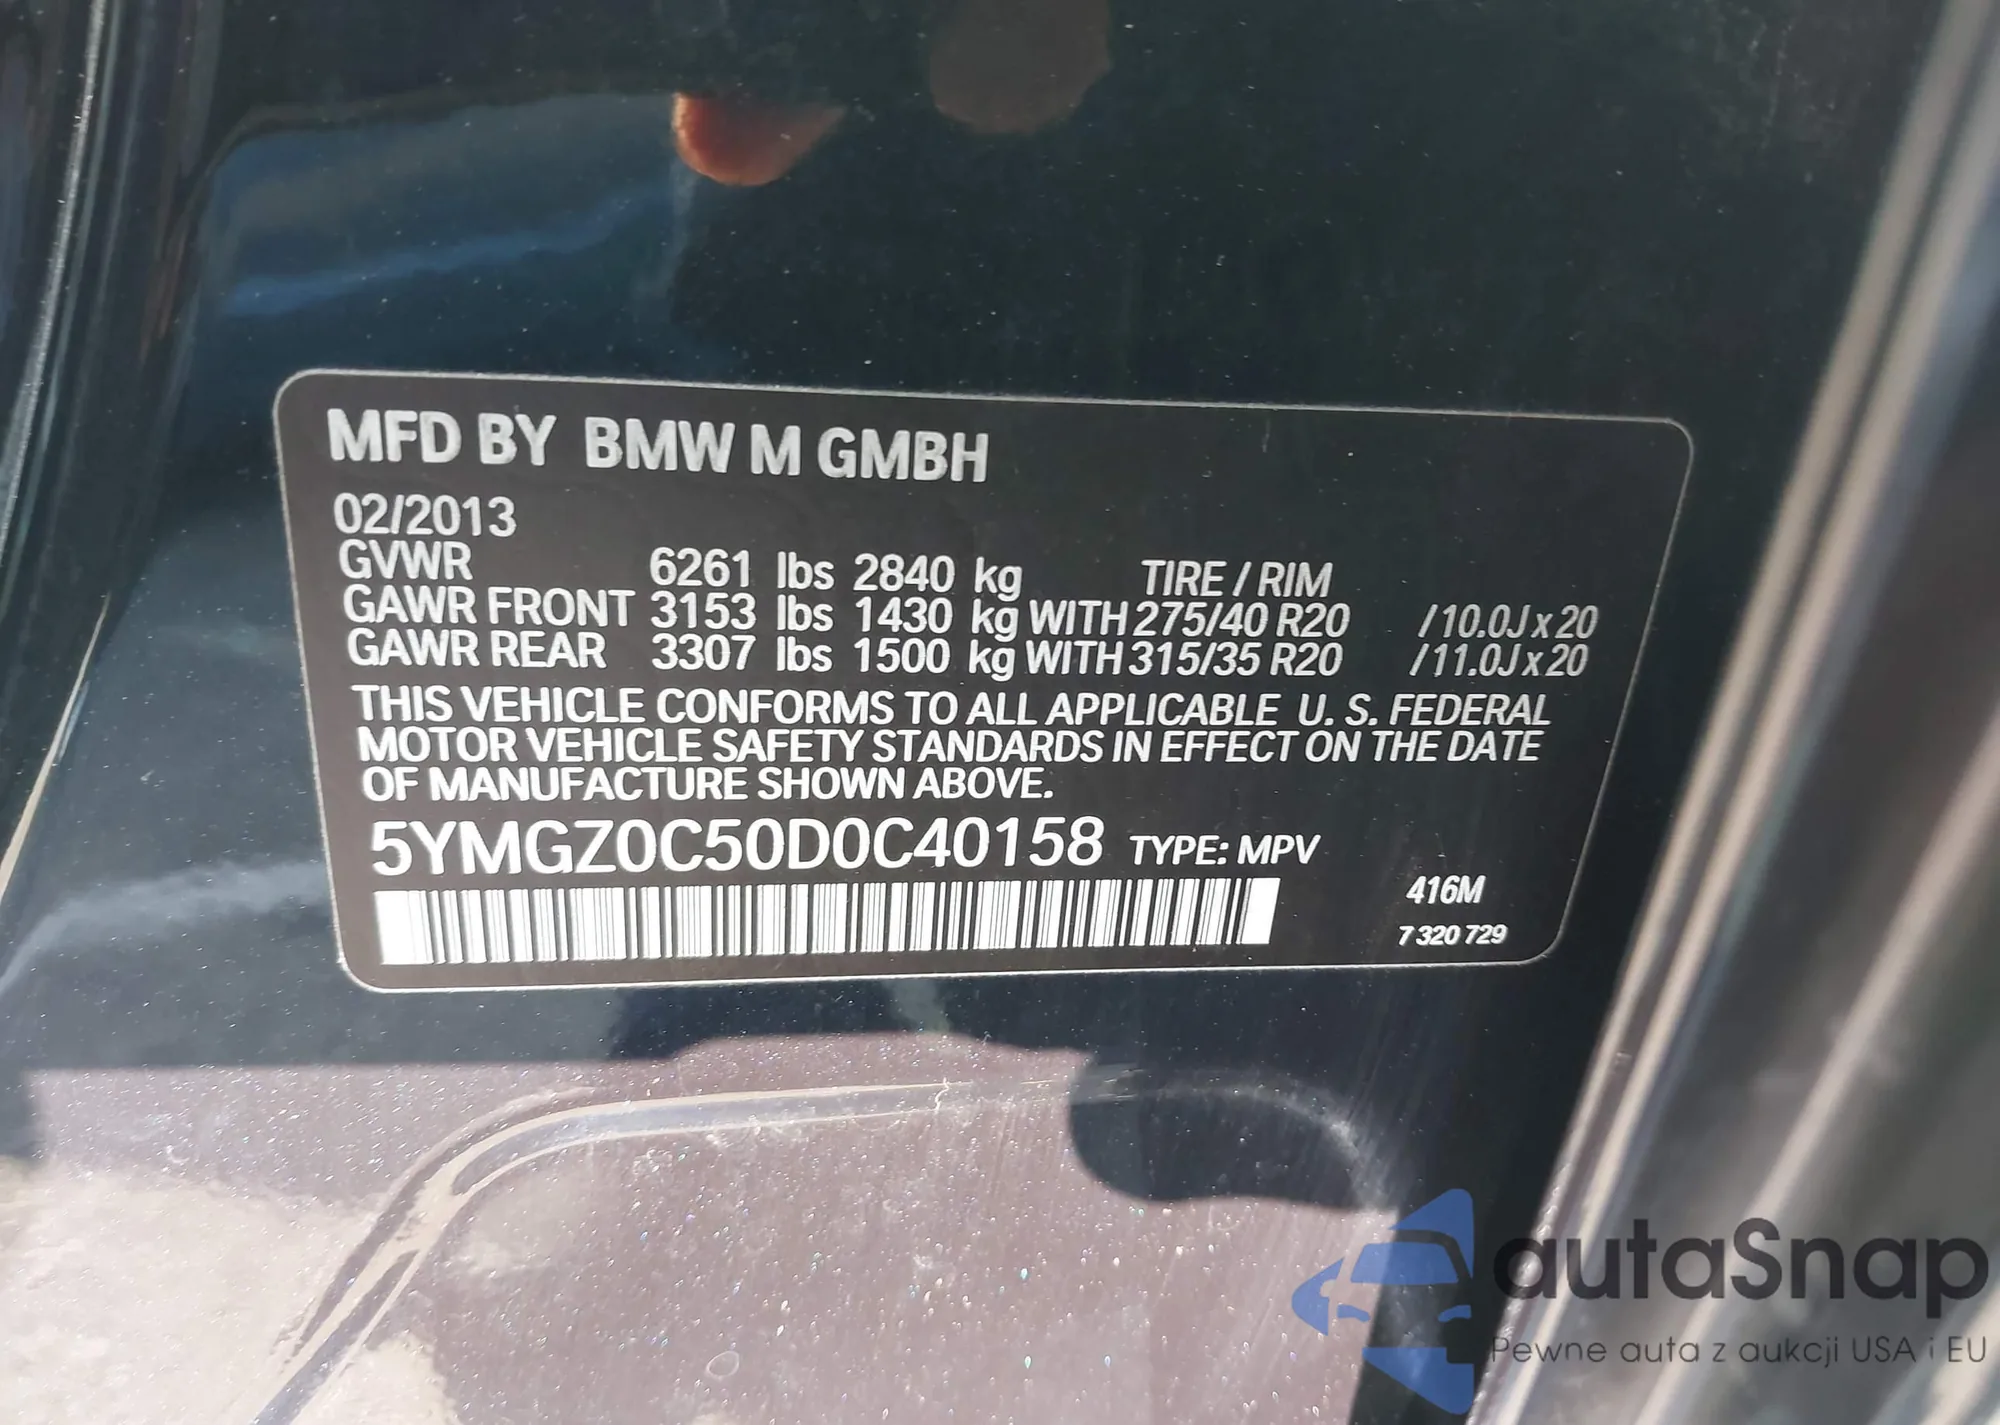 MFD BY BMW M GMBH
02/2013
GVWR 6261 lbs 2840 kg TIRE / RIM
GAWR FRONT 3153 lbs 1430 kg WITH 275/40 R20 / 10.0J x 20
GAWR REAR 3307 lbs 1500 kg WITH 315/35 R20 / 11.0J x 20
THIS VEHICLE CONFORMS TO ALL APPLICABLE U. S. FEDERAL
MOTOR VEHICLE SAFETY STANDARDS IN EFFECT ON THE DATE
OF MANUFACTURE SHOWN ABOVE.
5YMGZ0C50D0C40158 TYPE: MPV
416M
7 320 729
autaSnap
Pewne auta z aukcji USA i EU